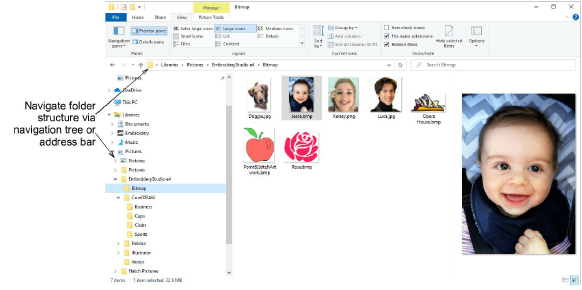 Manage
Bitmap
File
Home
Share
View
Picture Tools
Navigation pane
Preview pane
Details pane
Extra large icons
Large icons
Medium icons
Small icons
List
Details
Tiles
Content
Sort by
Group by
Add columns
Size all columns to fit
Item check boxes
File name extensions
Hidden items
Hide selected items
Options
Panes
Layout
Current view
Show/hide
Libraries > Pictures > EmbroideryStudio e4 > Bitmap
Search Bitmap
Navigate folder
structure via
navigation tree or
address bar
Pictures
OneDrive
This PC
Libraries
Documents
Embroidery
Music
Pictures
Pictures
Pictures
EmbroideryStudio e4
Bitmap
CorelDRAW
Business
Caps
Clubs
Sports
Fabrics
Illustrator
Vector
Hatch Pictures
Doggie.jpg
Jesse.bmp
Kelsey.png
Luca.jpg
Opera
House.bmp
Point&StitchArt
work.bmp
Rose.bmp
7 items
1 item selected 22.8 MB